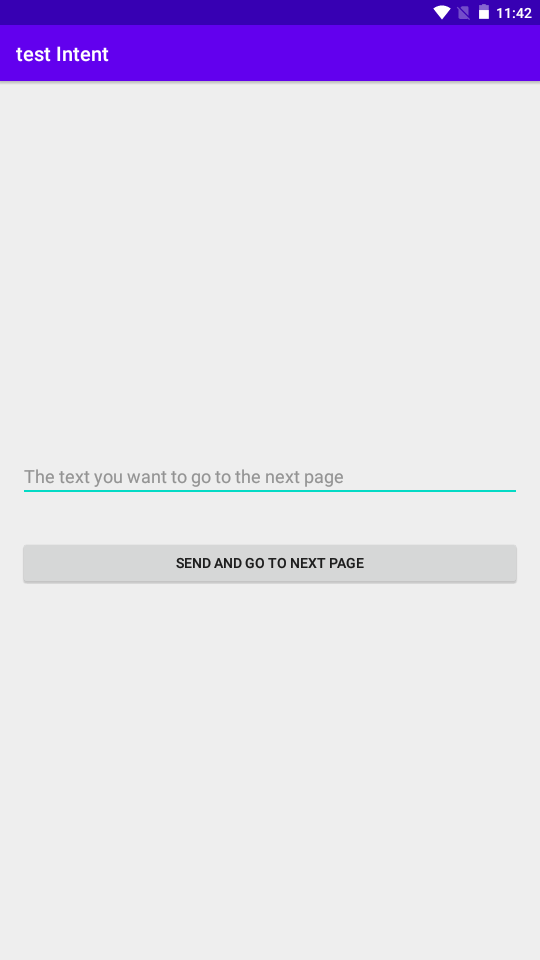 11:42
test Intent
The text you want to go to the next page
SEND AND GO TO NEXT PAGE